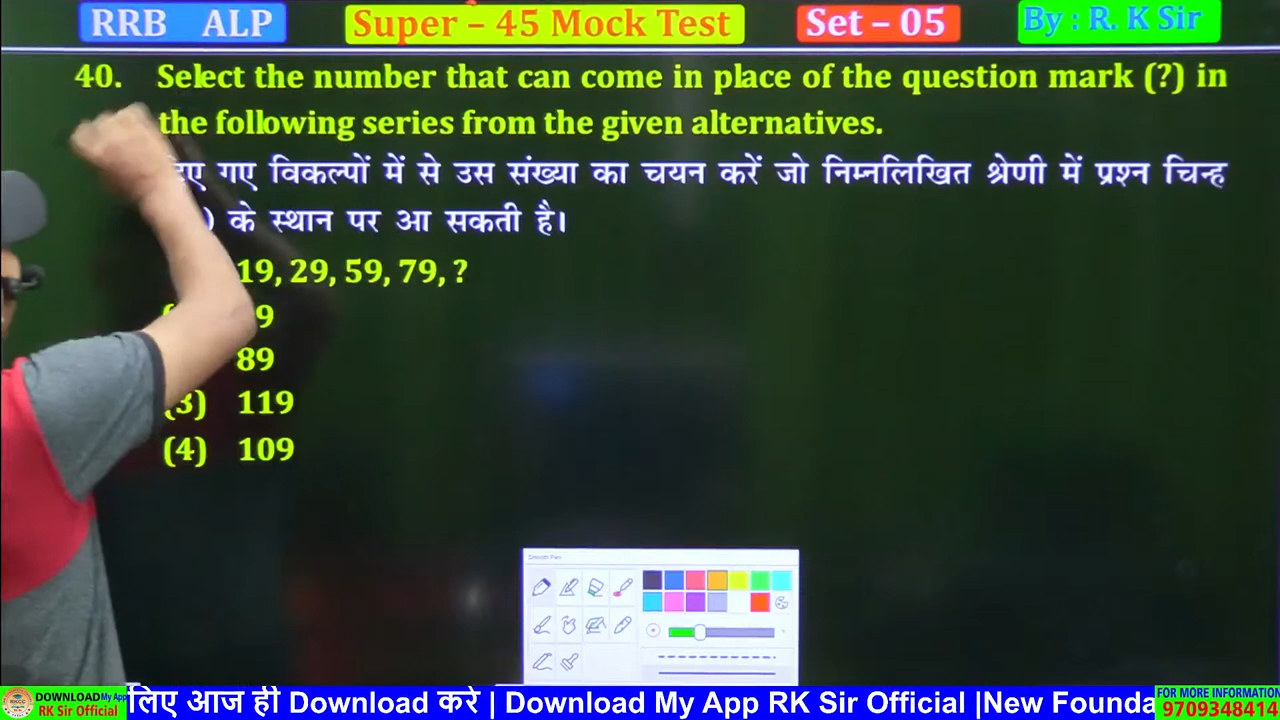 RRB ALP
Super – 45 Mock Test
Set – 05
By : R. K Sir
40. Select the number that can come in place of the question mark (?) in
the following series from the given alternatives.
गए विकल्पों में से उस संख्या का चयन करें जो निम्नलिखित श्रेणी में प्रश्न चिन्ह
) के स्थान पर आ सकती है।
19, 29, 59, 79, ?
9
89
(3) 119
(4) 109
Smooth Pen
DOWNLOAD My App
RK Sir Official
लिए आज ही Download करे | Download My App RK Sir Official |New Founda
FOR MORE INFORMATION
9709348414